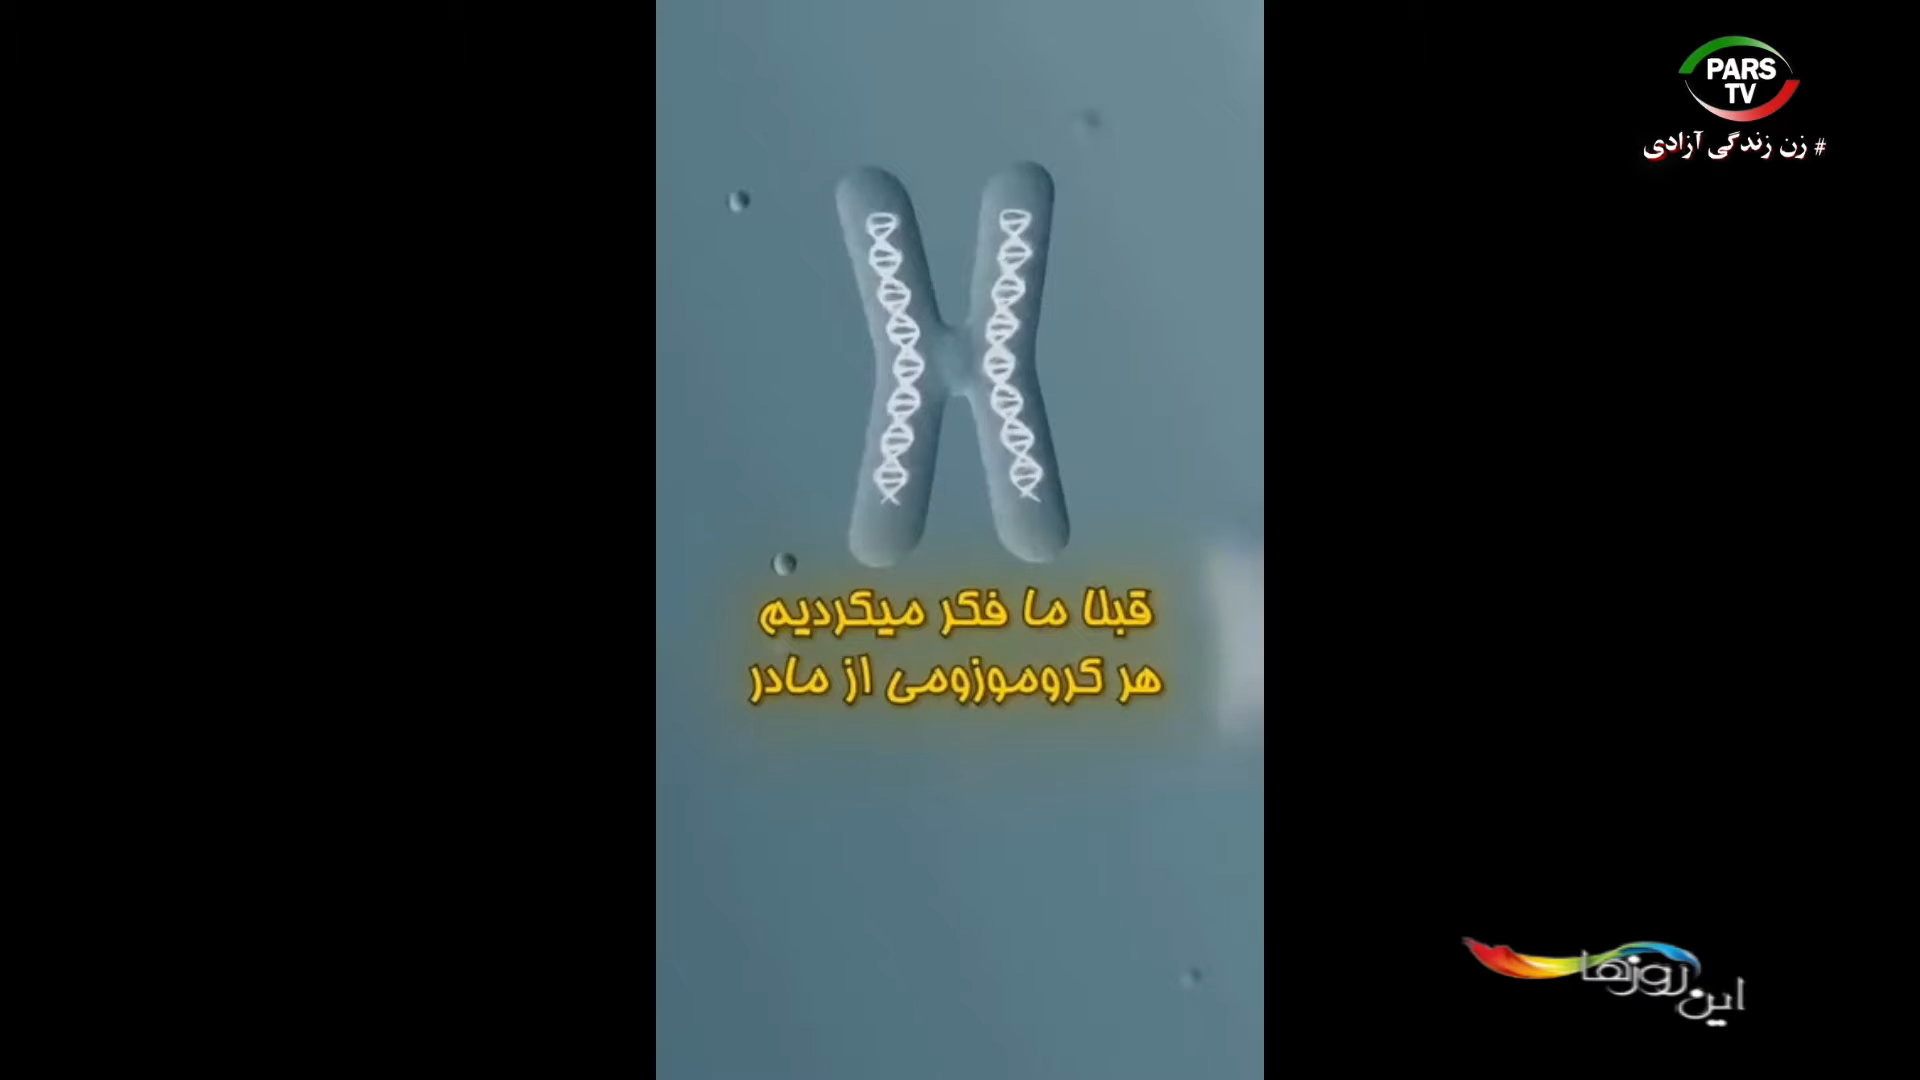 PARS
TV
# زن زندگی آزادی
قبلا ما فکر میکردیم
هر کروموزومی از مادر
این روزها